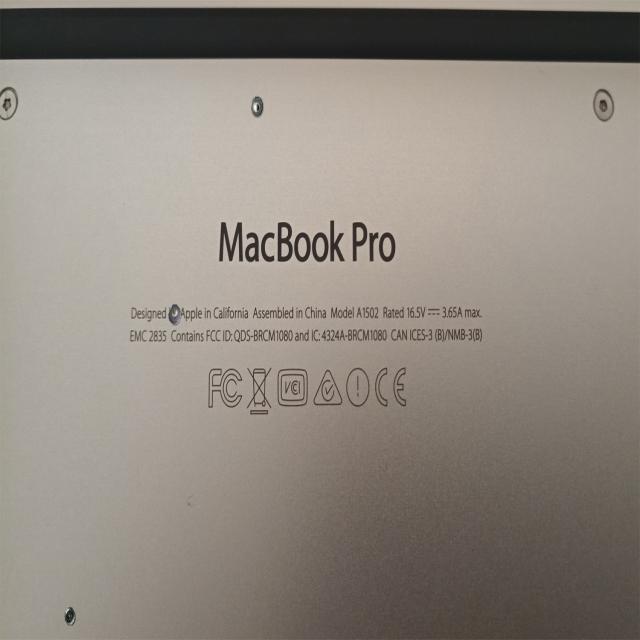 MacBook Pro
Designed Apple in California Assembled in China Model A1502 Rated 16.5V ⎓ 3.65A max.
EMC 2835 Contains FCC ID: QDS-BRCM1080 and IC: 4324A-BRCM1080 CAN ICES-3 (B)/NMB-3(B)
FC VCI CE